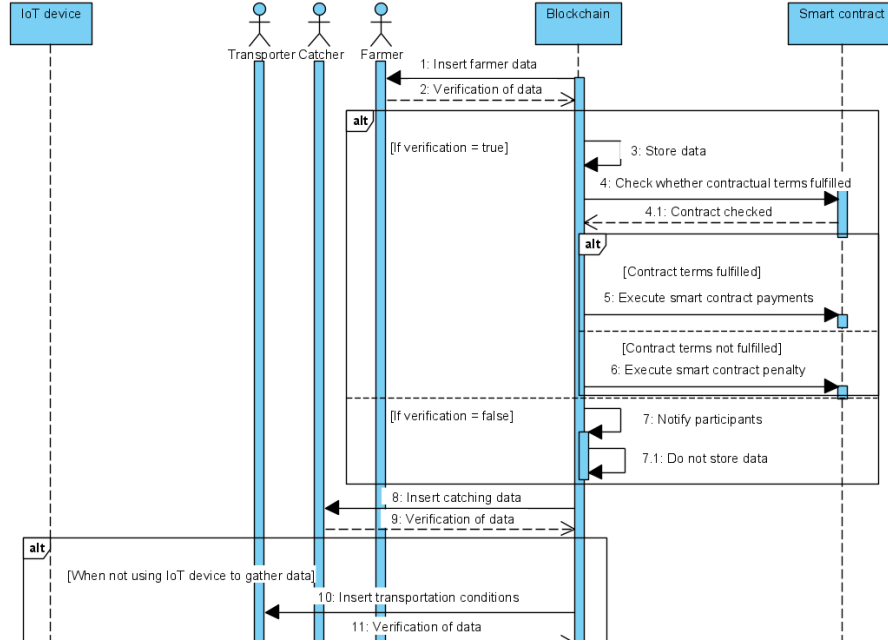 IoT device
Blockchain
Smart contract
Transporter
Catcher
Farmer
1: Insert farmer data
2: Verification of data
alt
[If verification = true]
3: Store data
4: Check whether contractual terms fulfilled
4.1: Contract checked
alt
[Contract terms fulfilled]
5: Execute smart contract payments
[Contract terms not fulfilled]
6: Execute smart contract penalty
[If verification = false]
7: Notify participants
7.1: Do not store data
8: Insert catching data
9: Verification of data
alt
[When not using IoT device to gather data]
10: Insert transportation conditions
11: Verification of data